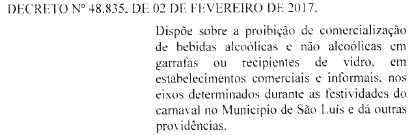 DECRETO Nº 48.835, DE 02 DE FEVEREIRO DE 2017.
Dispõe sobre a proibição de comercialização
de bebidas alcoólicas e não alcoólicas em
garrafas ou recipientes de vidro, em
estabelecimentos comerciais e informais, nos
eixos determinados durante as festividades do
carnaval no Município de São Luís e dá outras
providências.